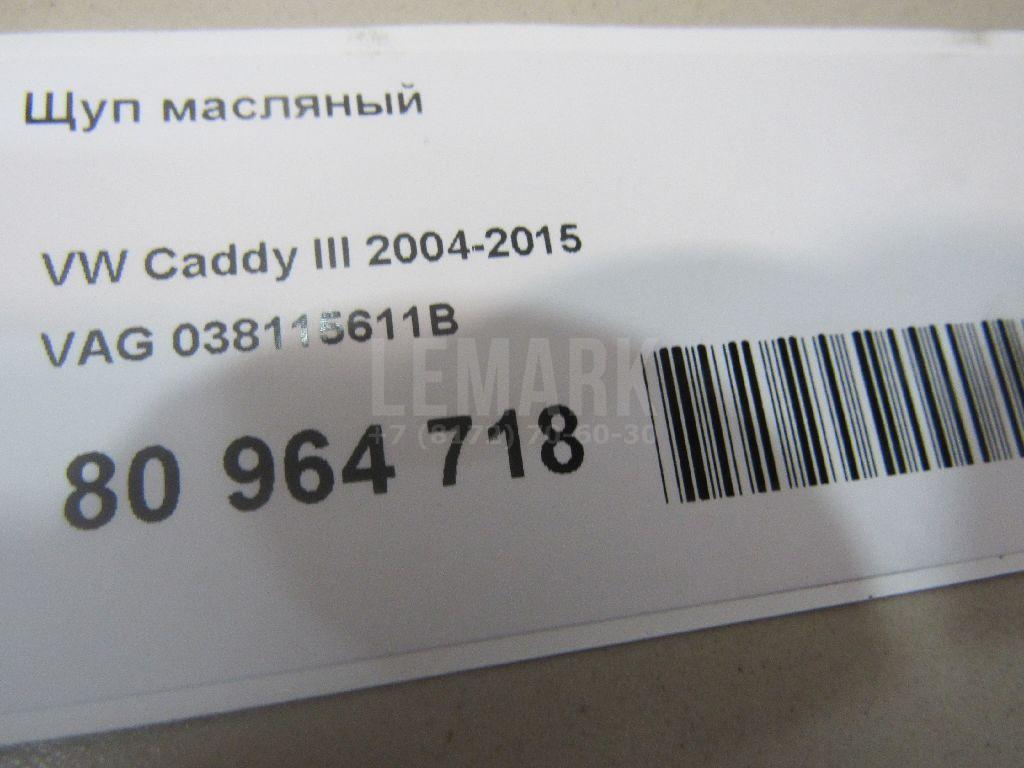 Щуп масляный
VW Caddy III 2004-2015
VAG 038115611B
LEMARK
80 964 718